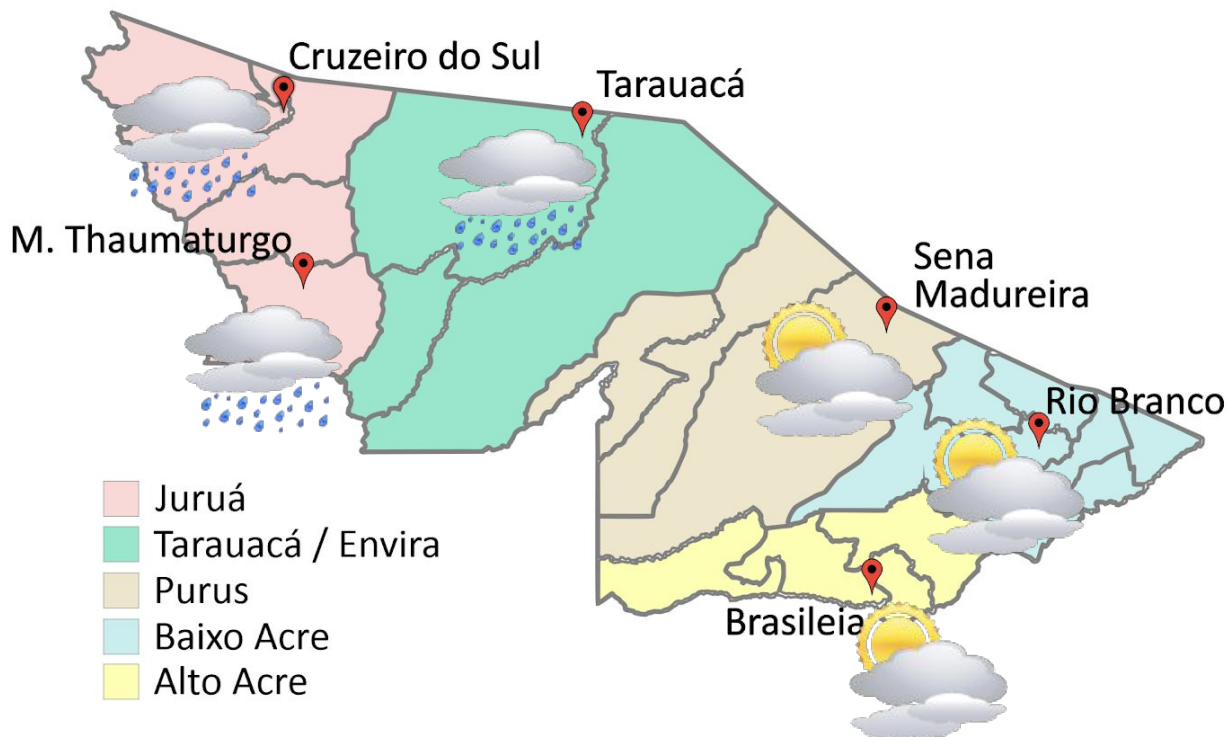 Cruzeiro do Sul
Tarauacá
M. Thaumaturgo
Sena
Madureira
Rio Branco
Brasileia
Juruá
Tarauacá / Envira
Purus
Baixo Acre
Alto Acre